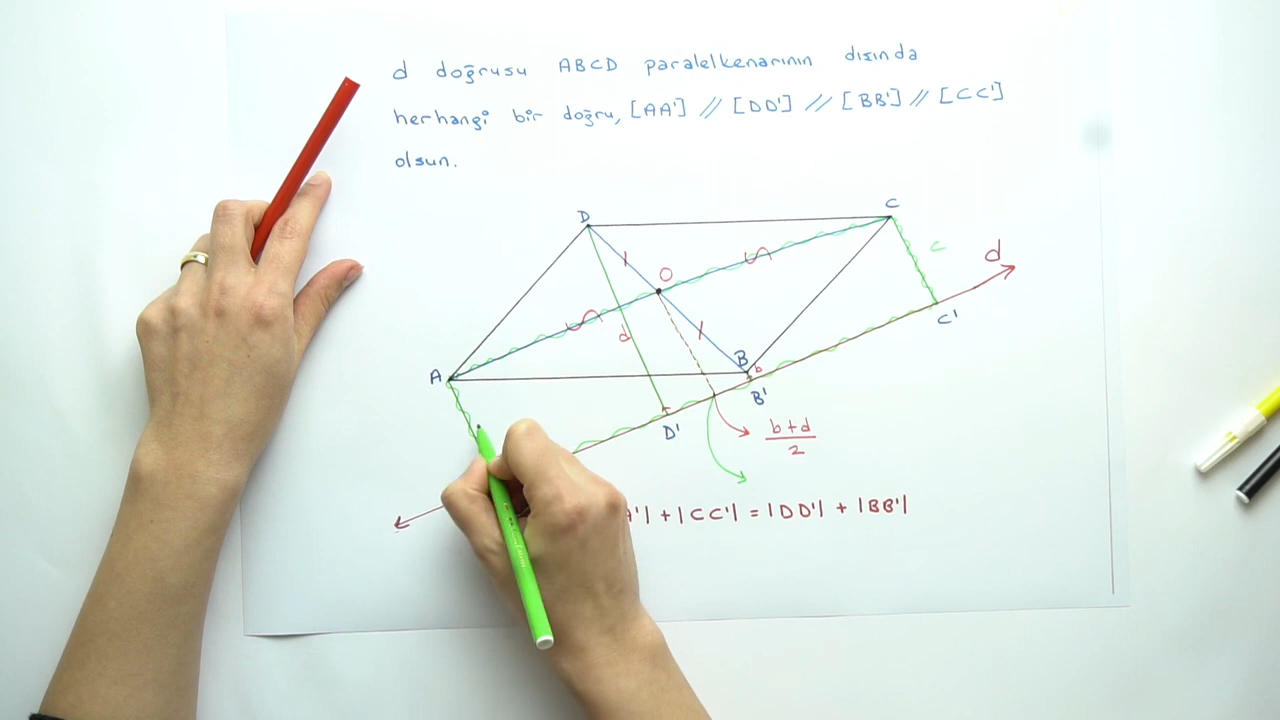 d doğrusu ABCD paralelkenarının dışında
herhangi bir doğru, [AA'] // [DD'] // [BB'] // [CC']
olsun.
D
C
c
d
O
d
A
B
b
C'
B'
D'
b+d
2
A'| + |CC'| = |DD'| + |BB'|